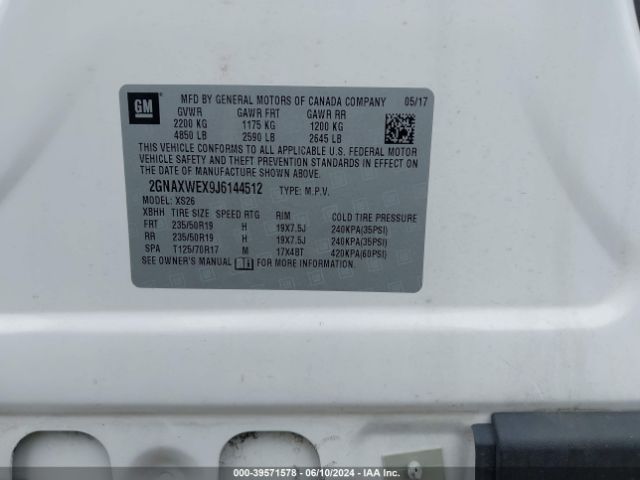 GM
MFD BY GENERAL MOTORS OF CANADA COMPANY 05/17
GVWR GAWR FRT GAWR RR
2200 KG 1175 KG 1200 KG
4850 LB 2590 LB 2645 LB
THIS VEHICLE CONFORMS TO ALL APPLICABLE U.S. FEDERAL MOTOR
VEHICLE SAFETY AND THEFT PREVENTION STANDARDS IN EFFECT ON
THE DATE OF MANUFACTURE SHOWN ABOVE.
2GNAXWEX9J6144512 TYPE: M.P.V.
MODEL: XS26
XBHH TIRE SIZE SPEED RTG RIM COLD TIRE PRESSURE
FRT 235/50R19 H 19X7.5J 240KPA(35PSI)
RR 235/50R19 H 19X7.5J 240KPA(35PSI)
SPA T125/70R17 M 17X4BT 420KPA(60PSI)
SEE OWNER'S MANUAL FOR MORE INFORMATION.
000-39571578 - 06/10/2024 - IAA Inc.